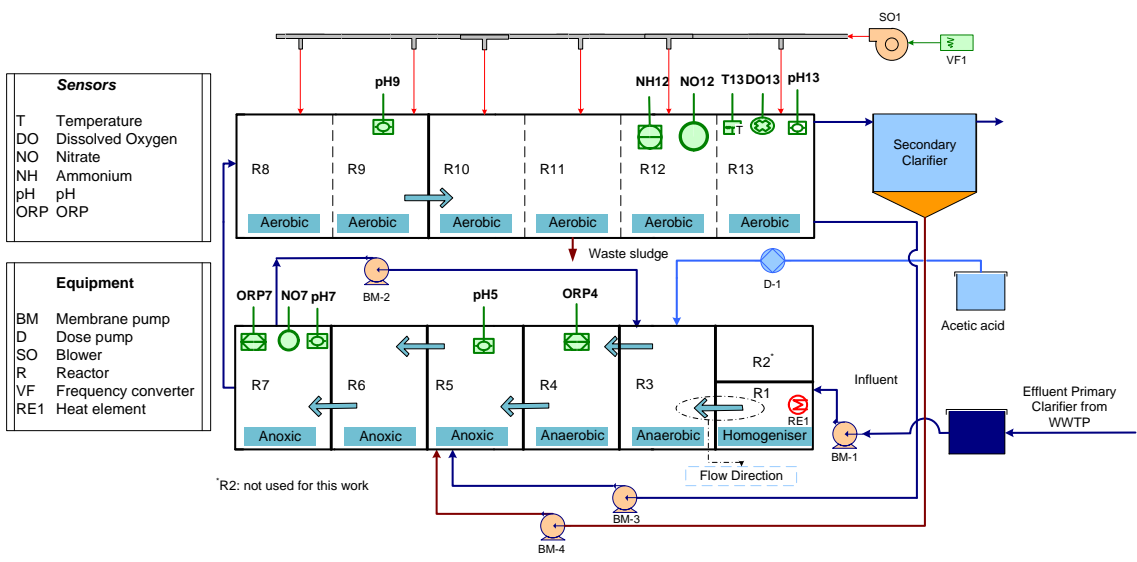 SO1
VF1
Sensors
T Temperature
DO Dissolved Oxygen
NO Nitrate
NH Ammonium
pH pH
ORP ORP
pH9
NH12
NO12
T13
DO13
pH13
T
R8
R9
R10
R11
R12
R13
Aerobic
Aerobic
Aerobic
Aerobic
Aerobic
Aerobic
Secondary
Clarifier
Waste sludge
Equipment
BM Membrane pump
D Dose pump
SO Blower
R Reactor
VF Frequency converter
RE1 Heat element
BM-2
D-1
Acetic acid
ORP7
NO7
pH7
pH5
ORP4
R7
R6
R5
R4
R3
R2*
R1
RE1
Anoxic
Anoxic
Anoxic
Anaerobic
Anaerobic
Homogeniser
Influent
BM-1
Effluent Primary
Clarifier from
WWTP
Flow Direction
*R2: not used for this work
BM-3
BM-4